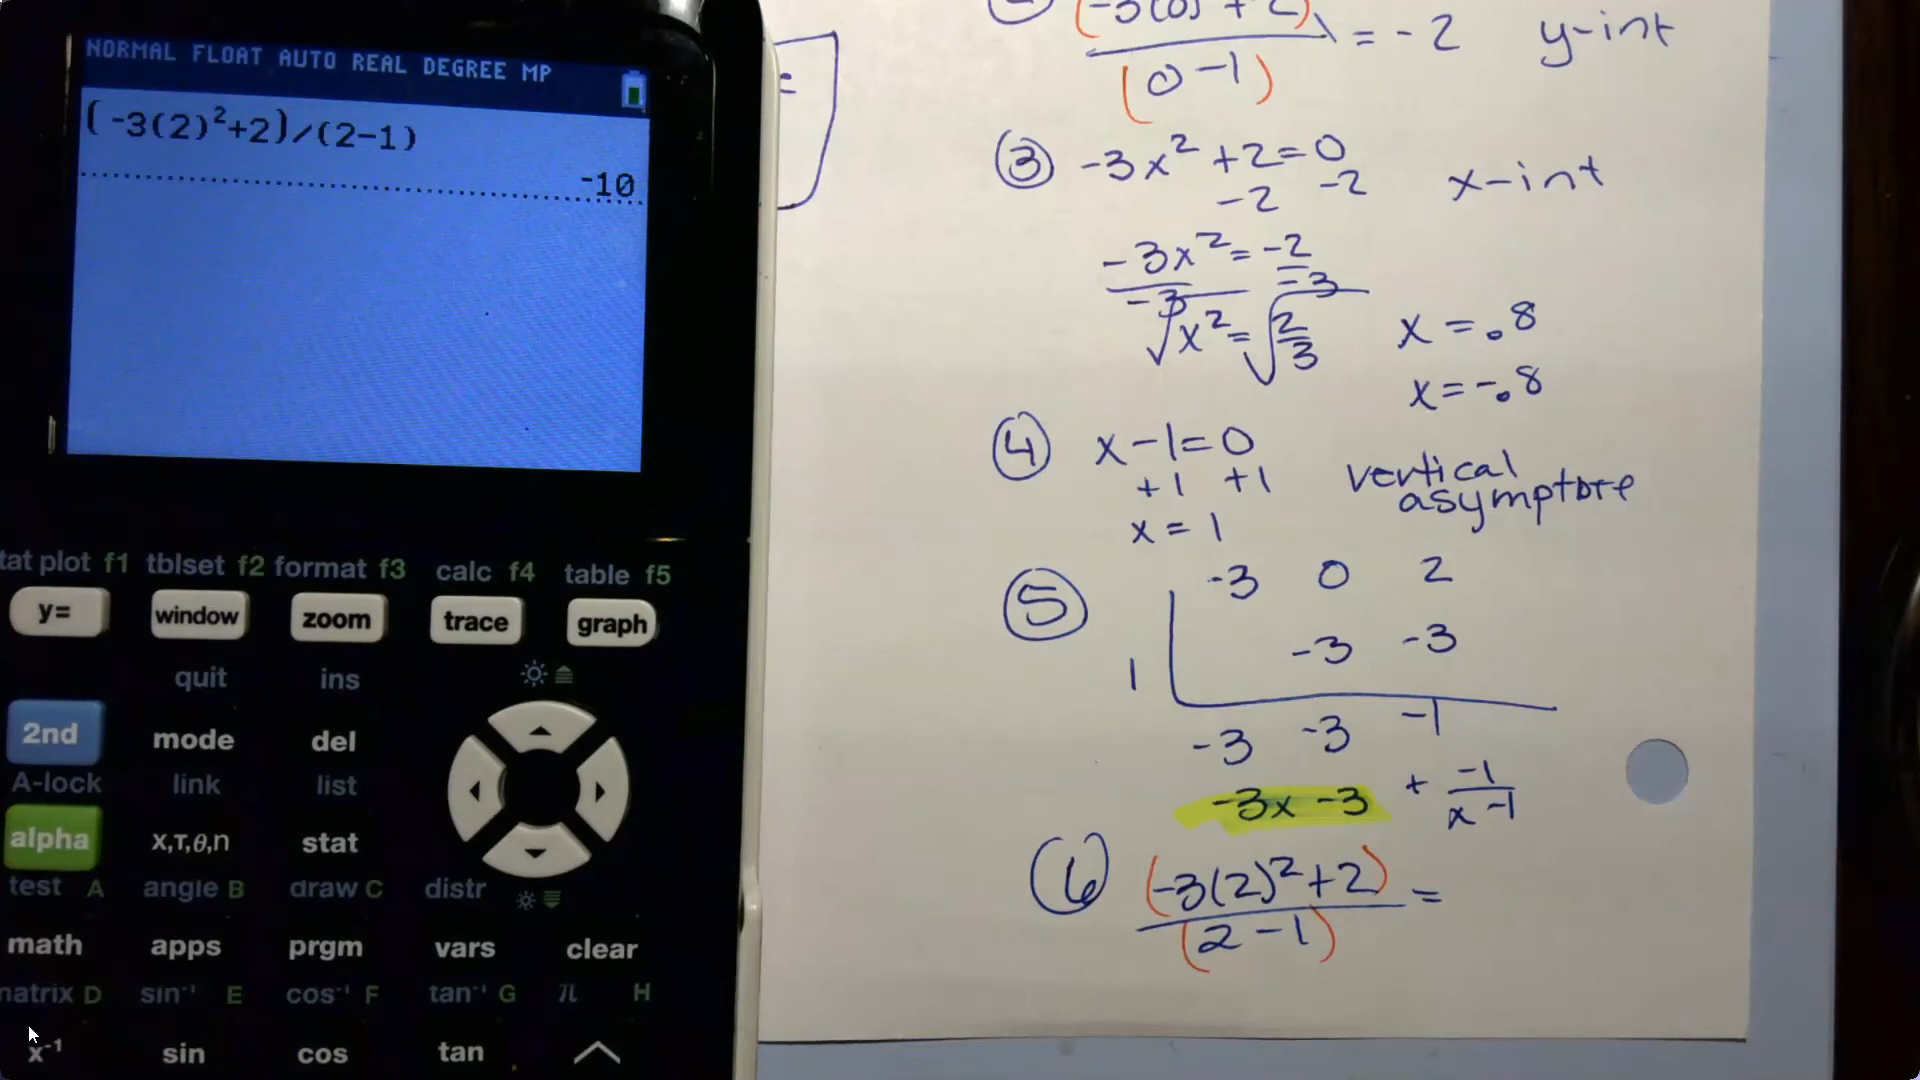 NORMAL FLOAT AUTO REAL DEGREE MP
(-3(2)²+2)/(2-1)
-10
tat plot f1 tblset f2 format f3 calc f4 table f5
y= window zoom trace graph
quit ins
2nd mode del
A-lock link list
alpha X,T,θ,n stat
test A angle B draw C distr
math apps prgm vars clear
matrix D sin⁻¹ E cos⁻¹ F tan⁻¹ G π H
x⁻¹ sin cos tan ^
(-3(0) + 2) / (0-1) = -2 y-int
③ -3x² +2=0
-2 -2 x-int
-3x² = -2
-3 -3
√x² = √2/3 x = .8
x = -.8
④ x-1=0
+1 +1 vertical
asymptote
x = 1
⑤ -3 0 2
-3 -3
1
-3 -3 -1
-3x -3 + -1/(x-1)
⑥ (-3(2)²+2) / (2-1) =